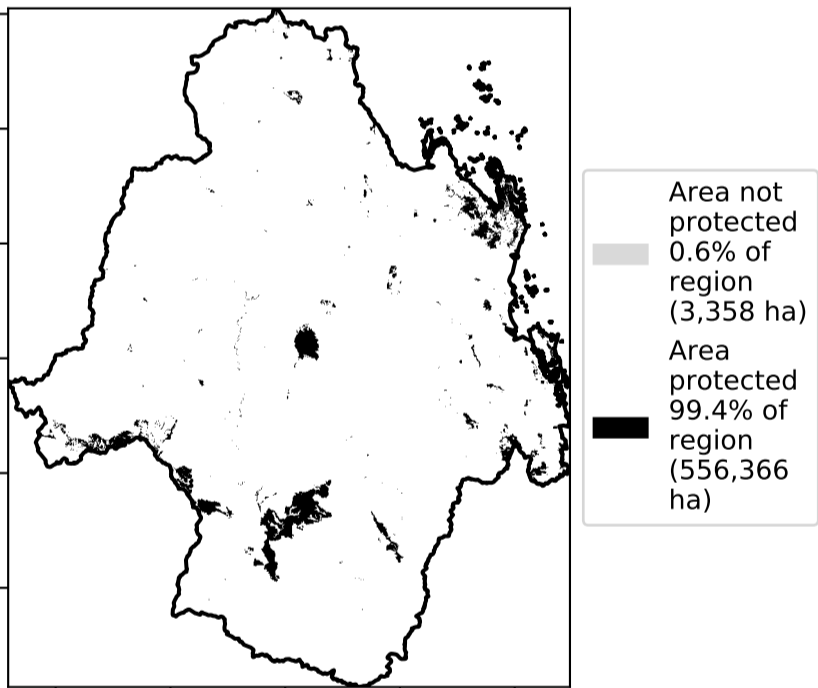 Area not
protected
0.6% of
region
(3,358 ha)
Area
protected
99.4% of
region
(556,366
ha)